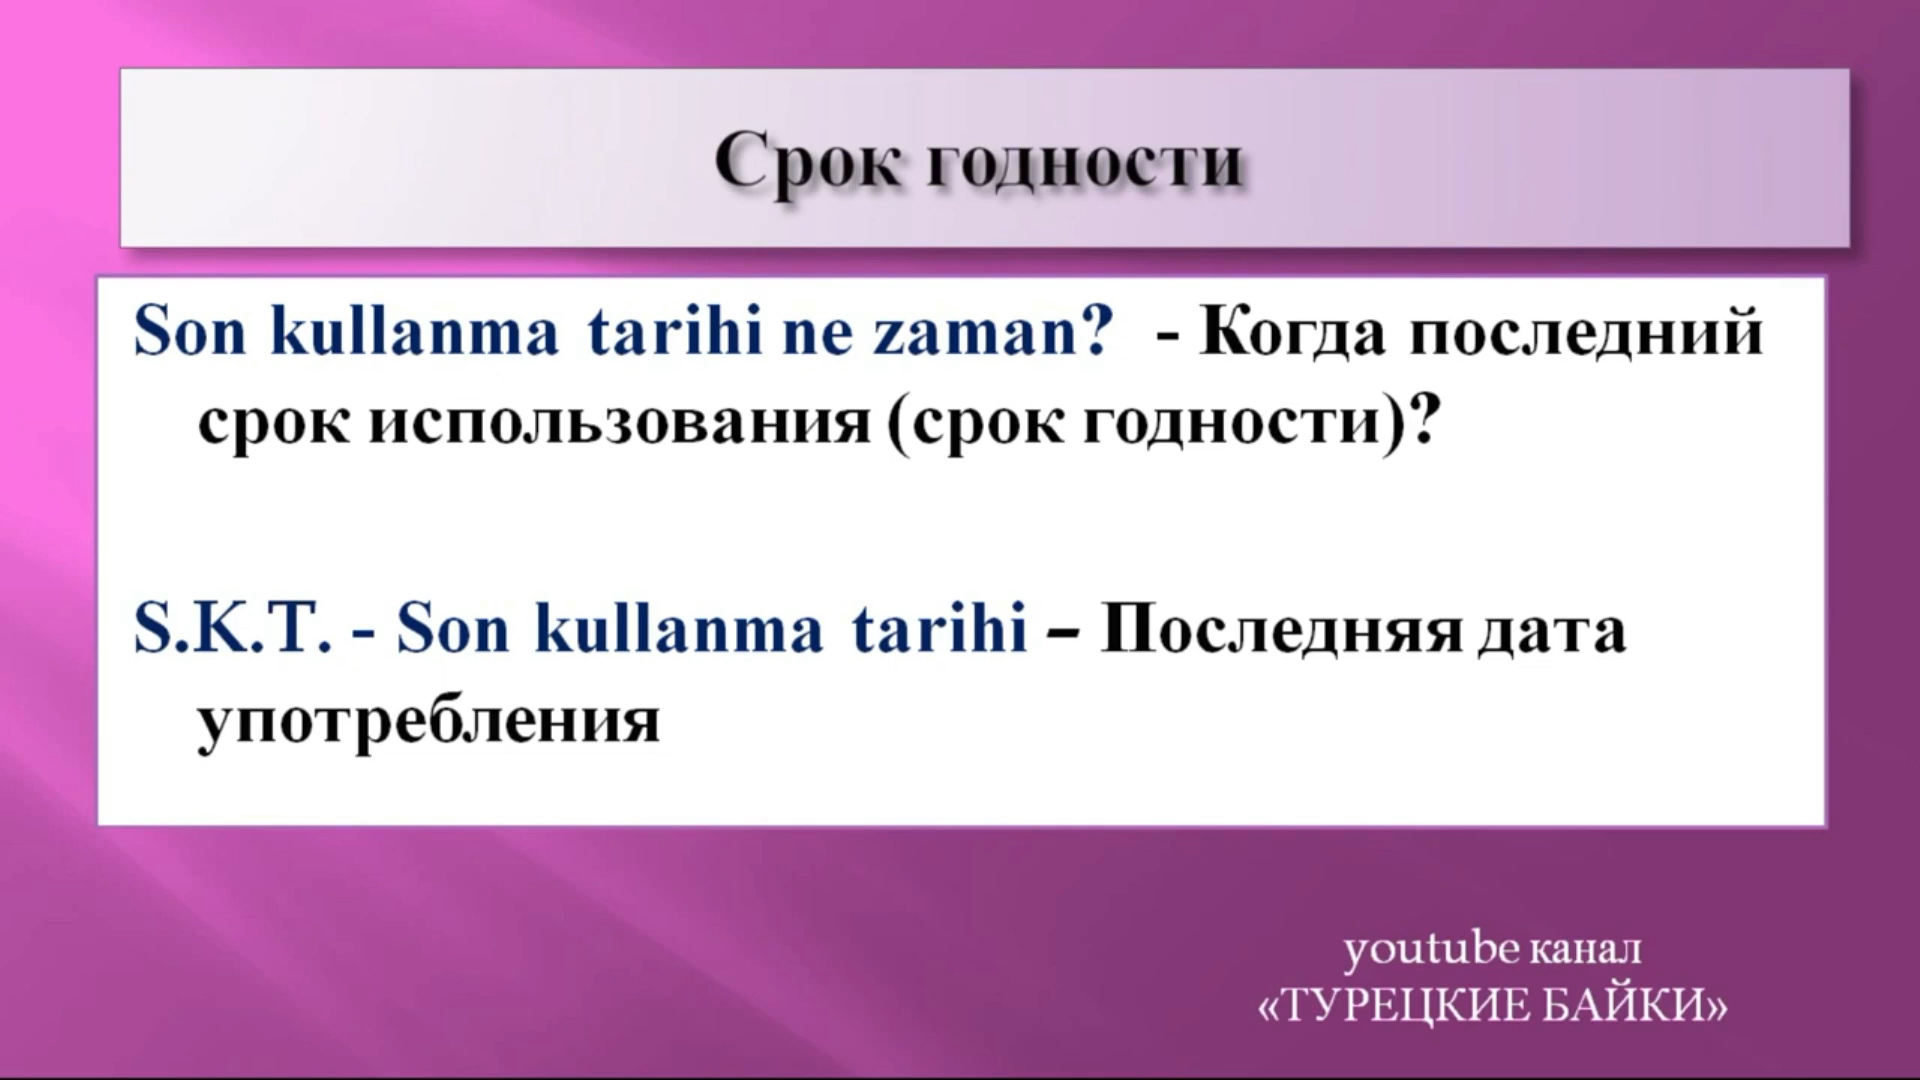 Срок годности
Son kullanma tarihi ne zaman? - Когда последний
срок использования (срок годности)?
S.K.T. - Son kullanma tarihi – Последняя дата
употребления
youtube канал
«ТУРЕЦКИЕ БАЙКИ»